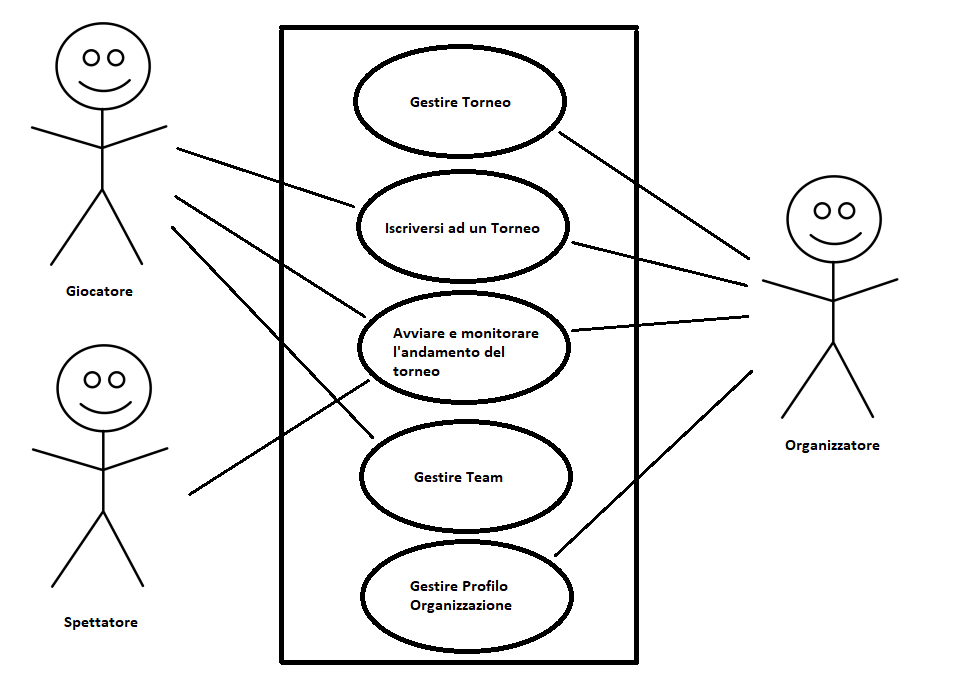 Gestire Torneo
Iscriversi ad un Torneo
Giocatore
Avviare e monitorare
l'andamento del
torneo
Organizzatore
Gestire Team
Gestire Profilo
Organizzazione
Spettatore